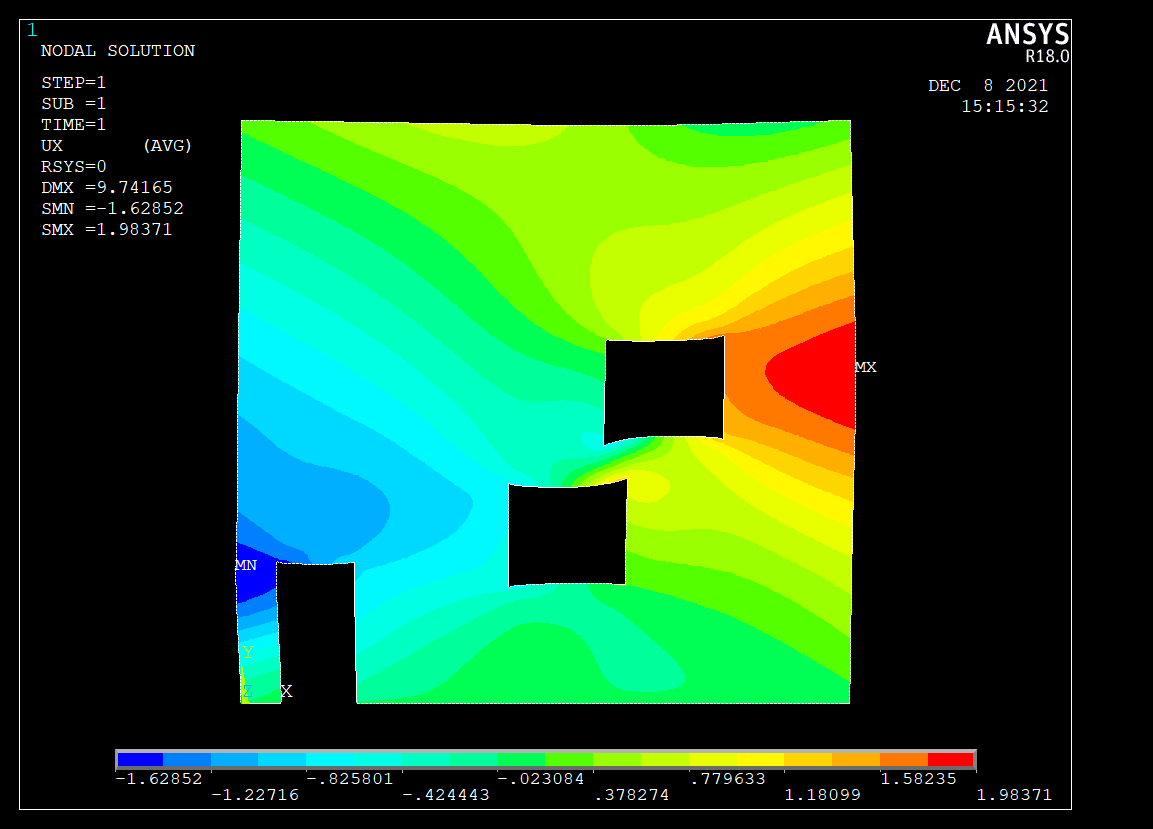 1
ANSYS
R18.0
NODAL SOLUTION
STEP=1
SUB =1
TIME=1
UX (AVG)
RSYS=0
DMX =9.74165
SMN =-1.62852
SMX =1.98371
DEC 8 2021
15:15:32
MX
MN
Y
Z X
-1.62852 -.825801 -.023084 .779633 1.58235
-1.22716 -.424443 .378274 1.18099 1.98371